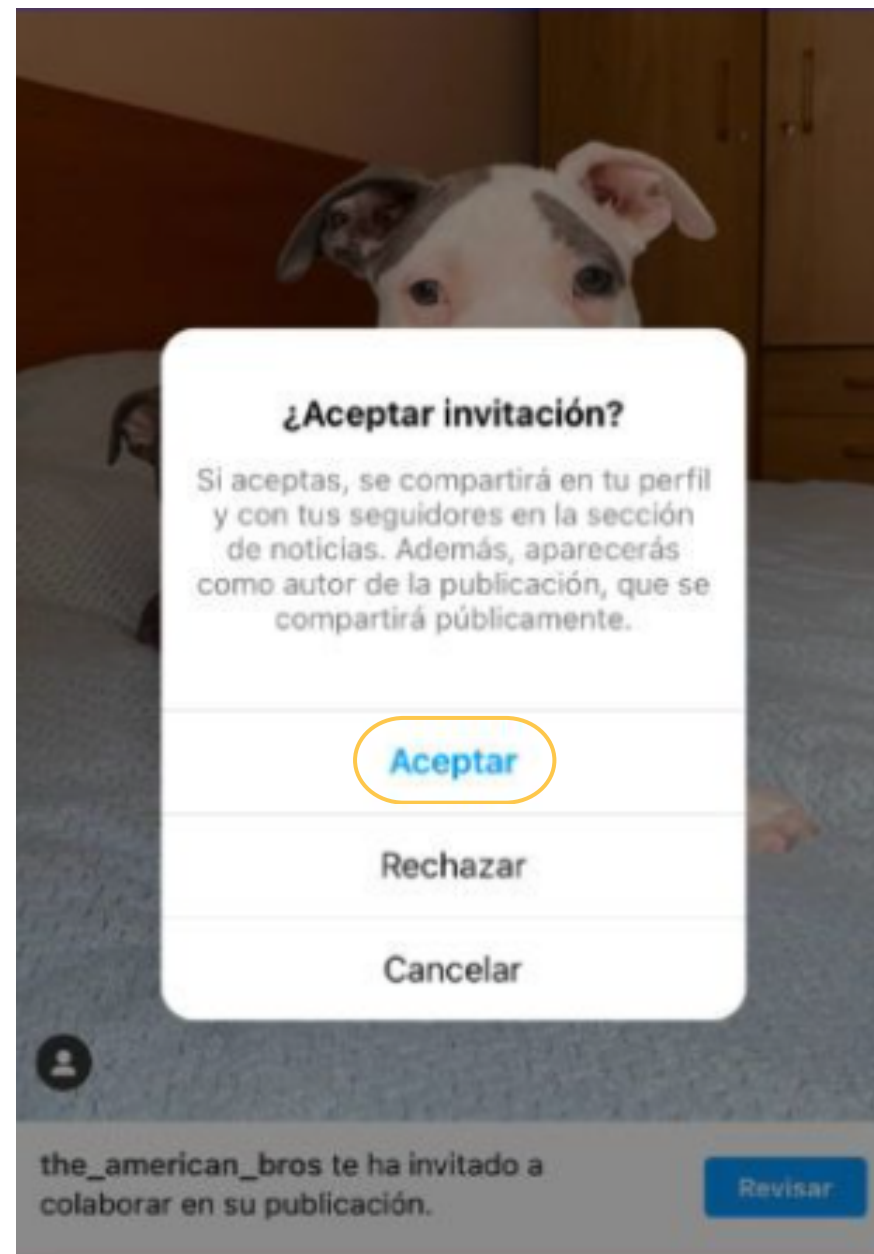 ¿Aceptar invitación?
Si aceptas, se compartirá en tu perfil
y con tus seguidores en la sección
de noticias. Además, aparecerás
como autor de la publicación, que se
compartirá públicamente.
Aceptar
Rechazar
Cancelar
the_american_bros te ha invitado a
colaborar en su publicación.
Revisar